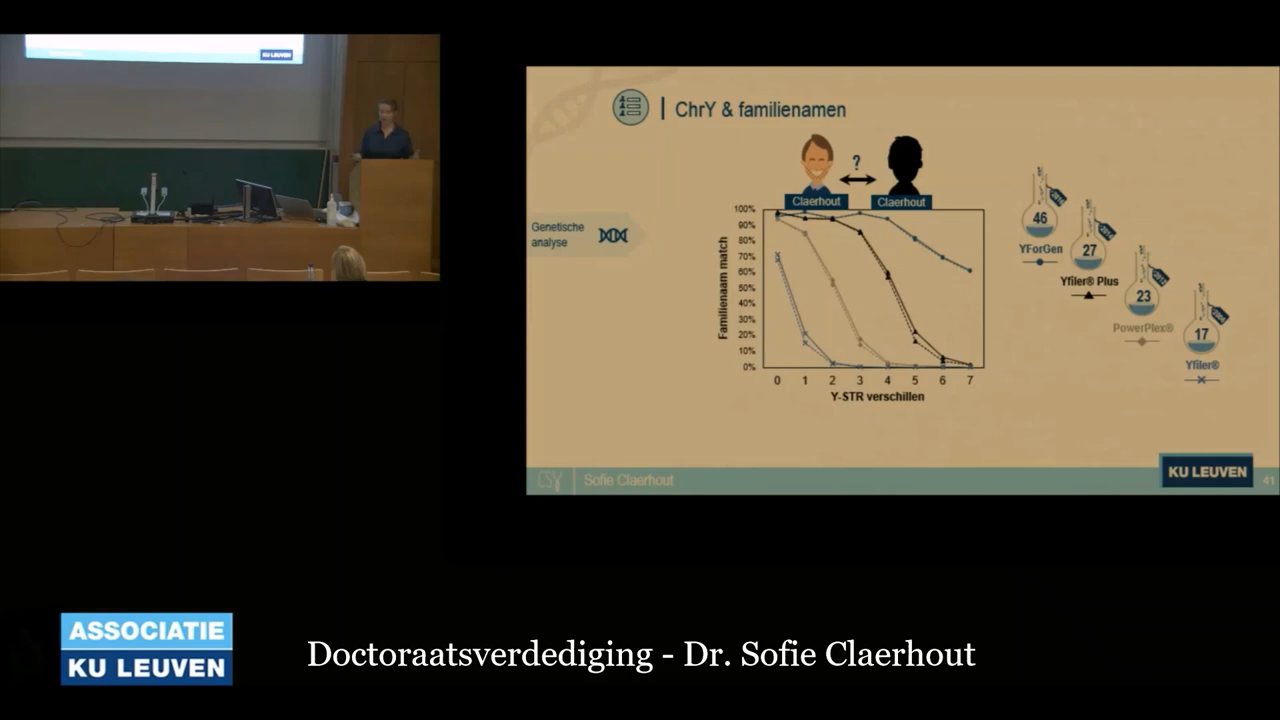 KU LEUVEN
ChrY & familienamen
?
Claerhout
Claerhout
Genetische
analyse
Familienaam match
100%
90%
80%
70%
60%
50%
40%
30%
20%
10%
0%
0 1 2 3 4 5 6 7
Y-STR verschillen
46
YForGen
27
Yfiler® Plus
23
PowerPlex®
17
Yfiler®
CSY
Sofie Claerhout
KU LEUVEN
41
ASSOCIATIE
KU LEUVEN
Doctoraatsverdediging - Dr. Sofie Claerhout